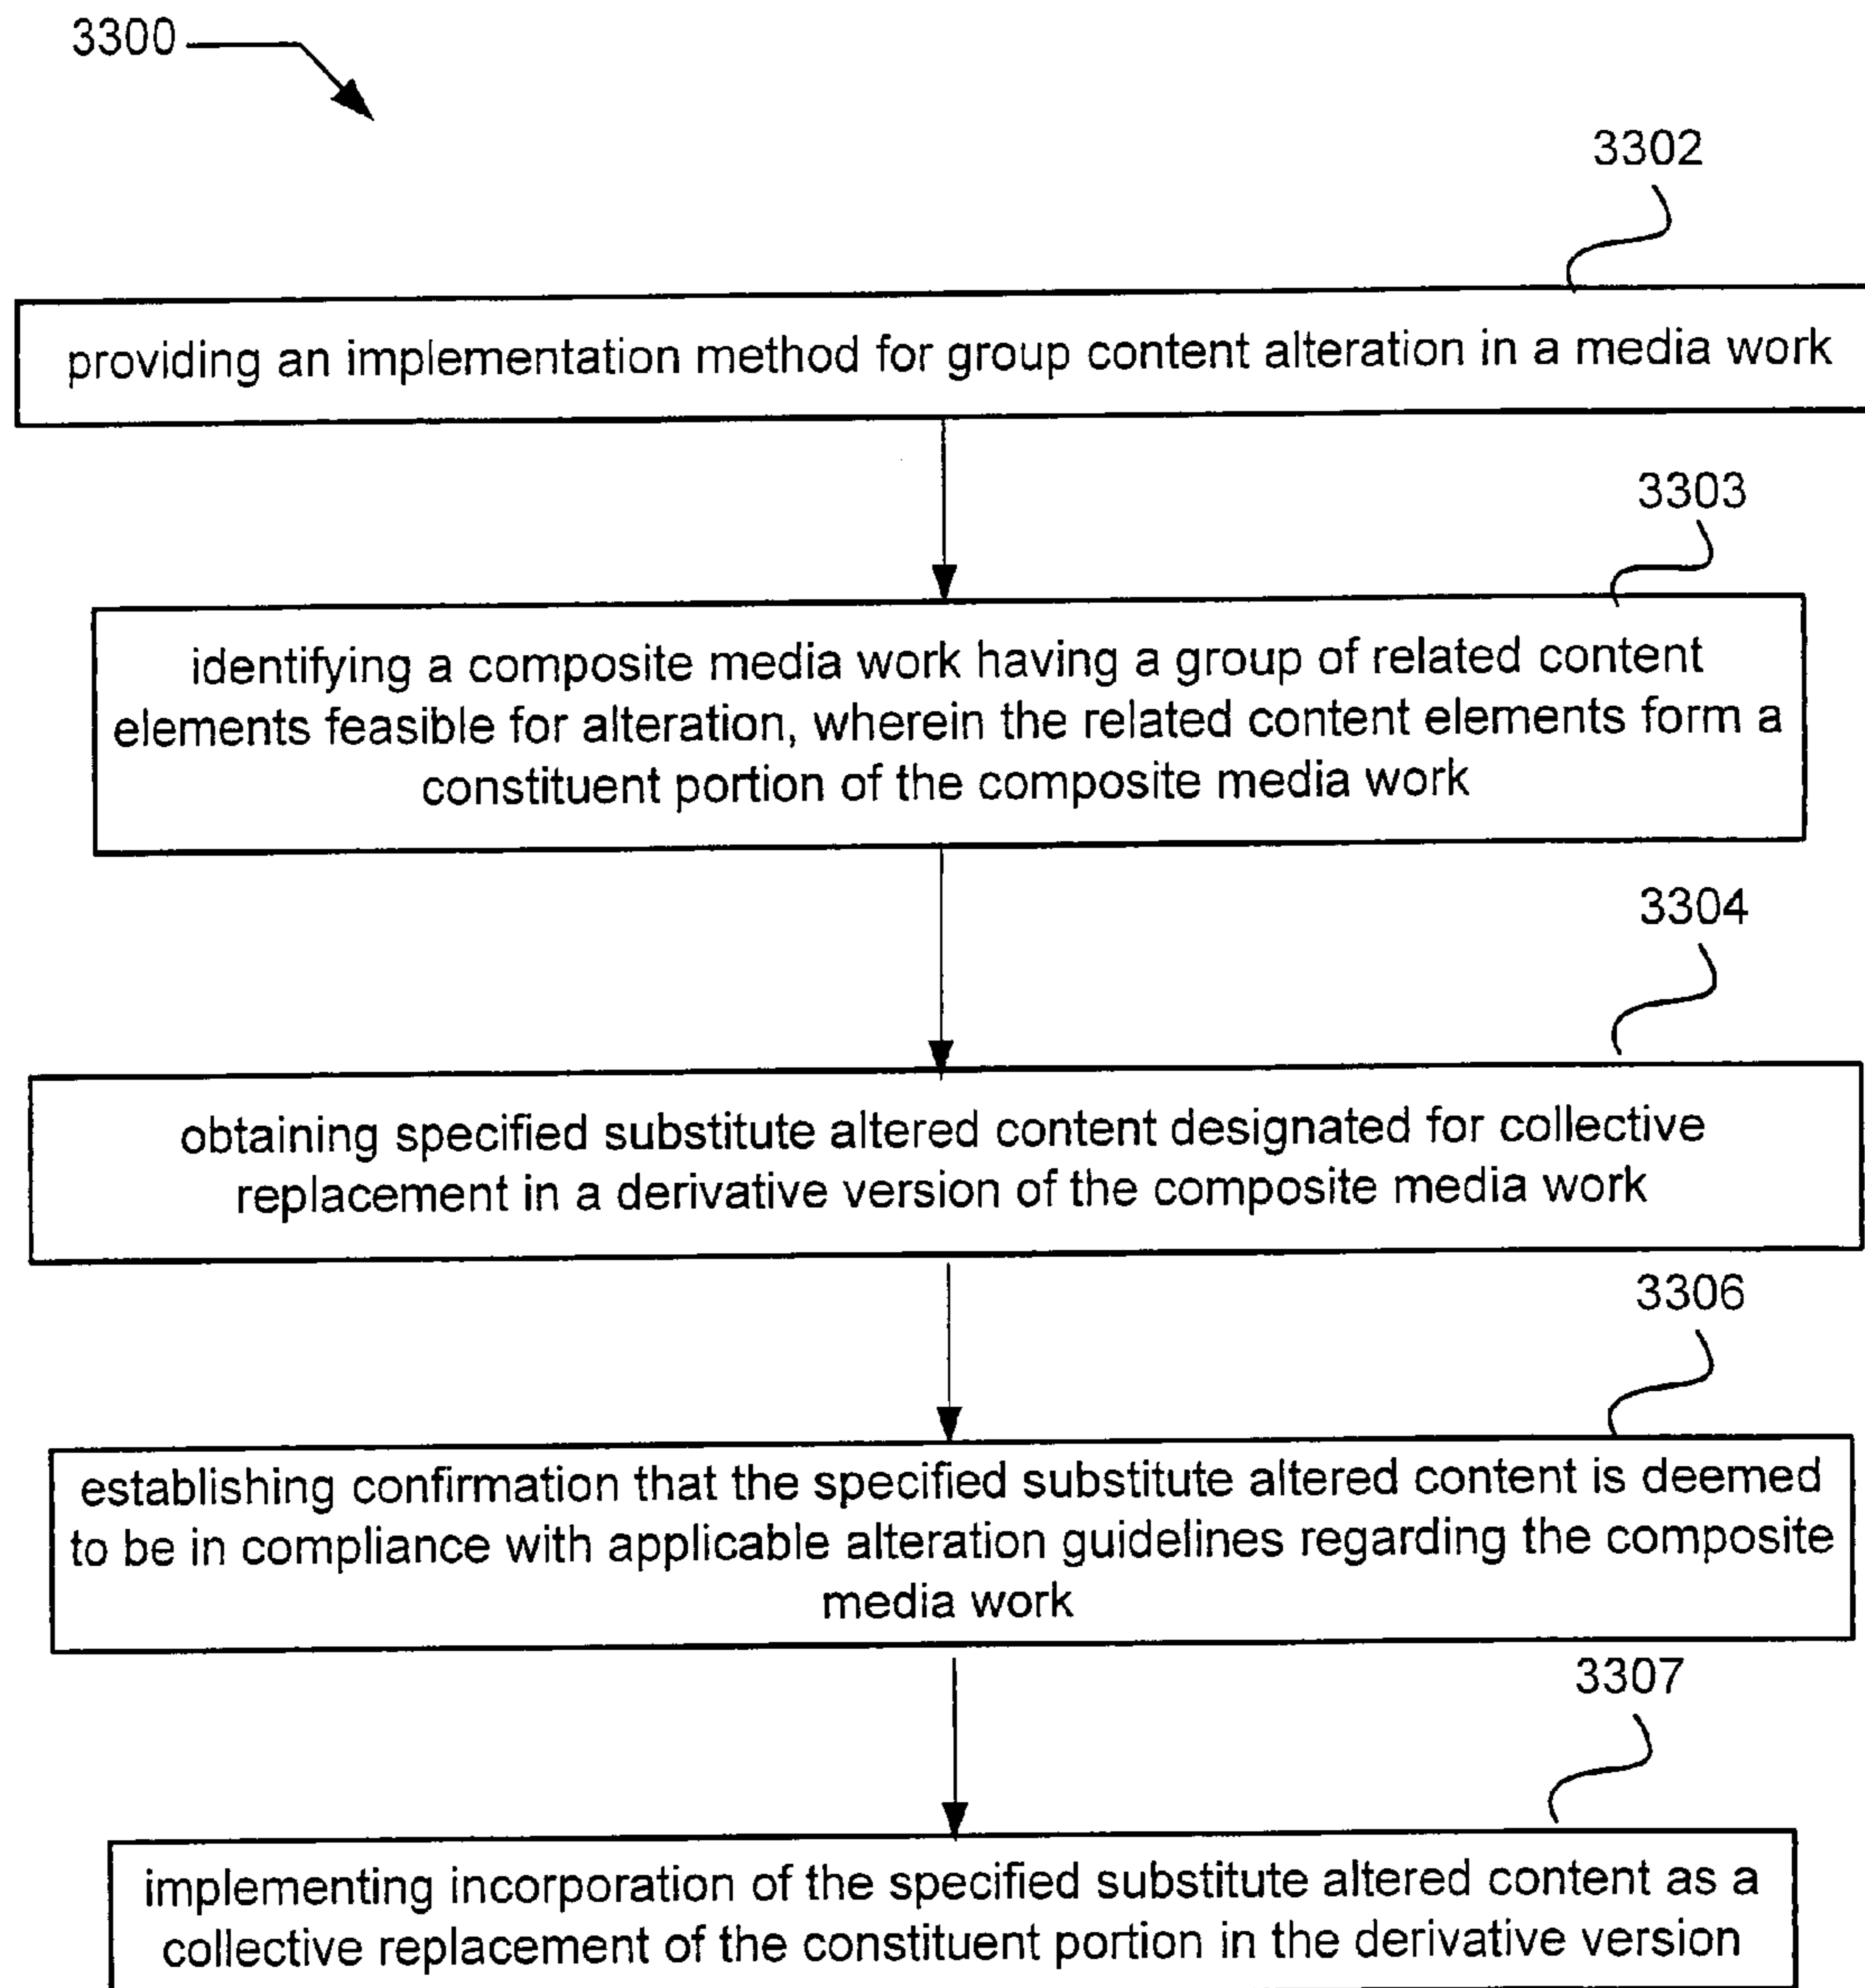 3300
3302
providing an implementation method for group content alteration in a media work
3303
identifying a composite media work having a group of related content
elements feasible for alteration, wherein the related content elements form a
constituent portion of the composite media work
3304
obtaining specified substitute altered content designated for collective
replacement in a derivative version of the composite media work
3306
establishing confirmation that the specified substitute altered content is deemed
to be in compliance with applicable alteration guidelines regarding the composite
media work
3307
implementing incorporation of the specified substitute altered content as a
collective replacement of the constituent portion in the derivative version